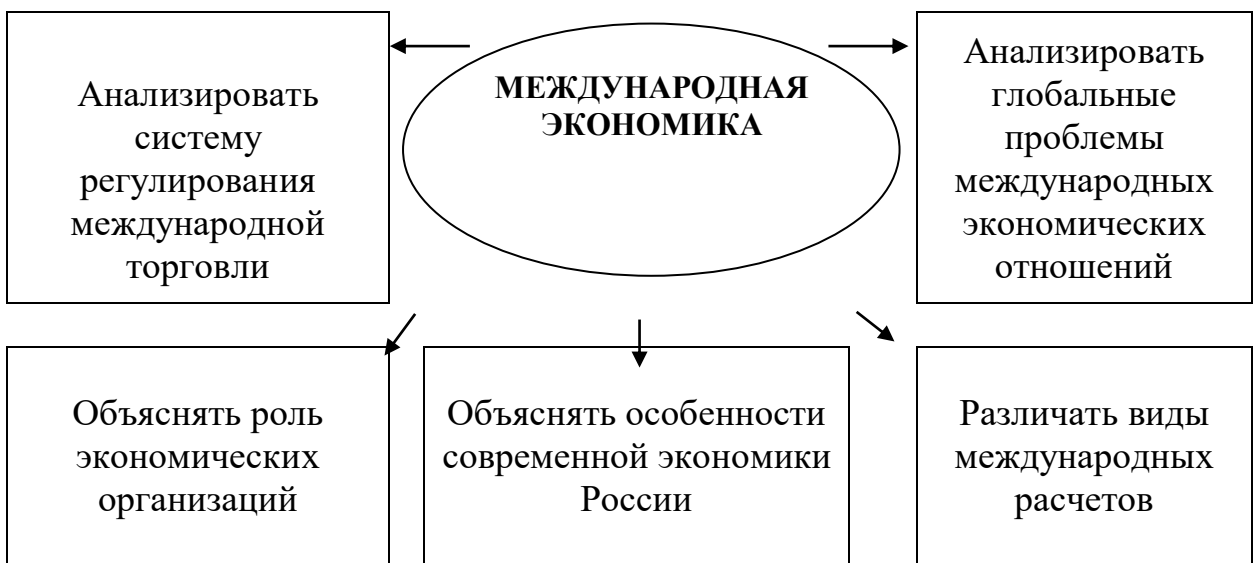 МЕЖДУНАРОДНАЯ
ЭКОНОМИКА
Анализировать
систему
регулирования
международной
торговли
Анализировать
глобальные
проблемы
международных
экономических
отношений
Объяснять роль
экономических
организаций
Объяснять особенности
современной экономики
России
Различать виды
международных
расчетов